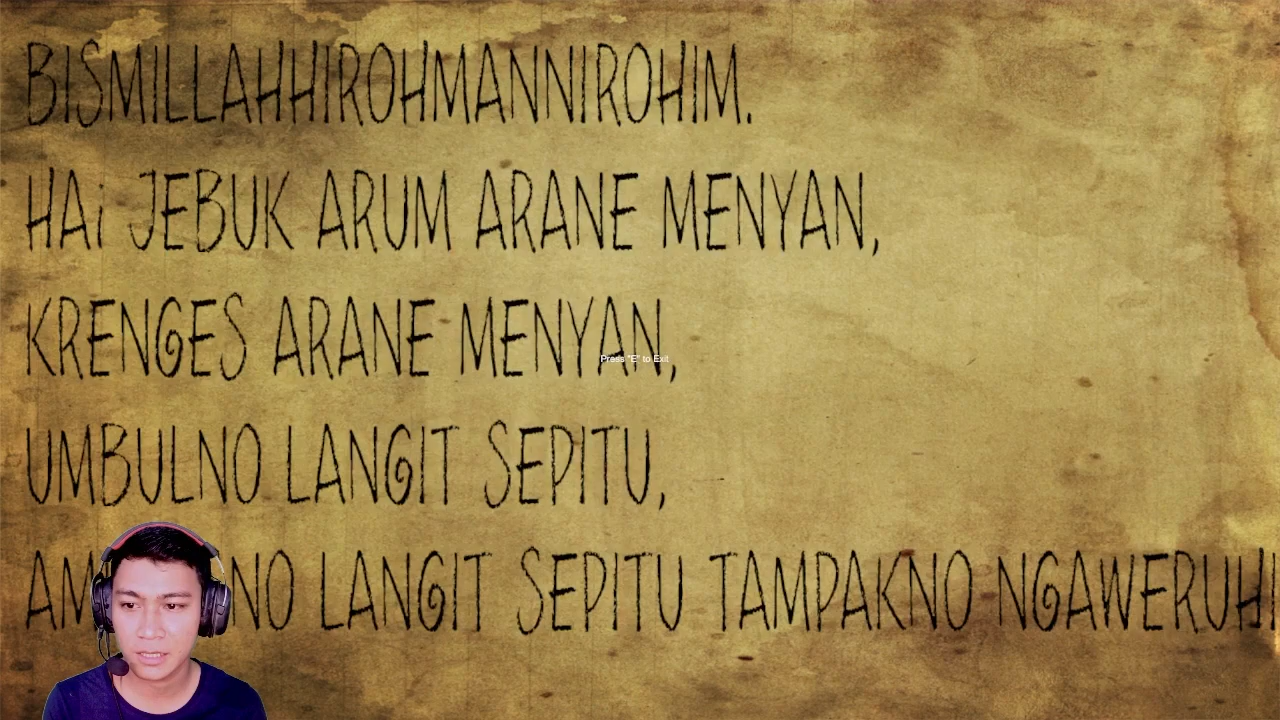 BISMILLAHHIROHMANNIROHIM.
HAi JEBUK ARUM ARANE MENYAN,
KRENGES ARANE MENYAN,
Press "E" to Exit
UMBULNO LANGIT SEPITU,
LANGIT SEPITU TAMPAKNO NGAWERUHI